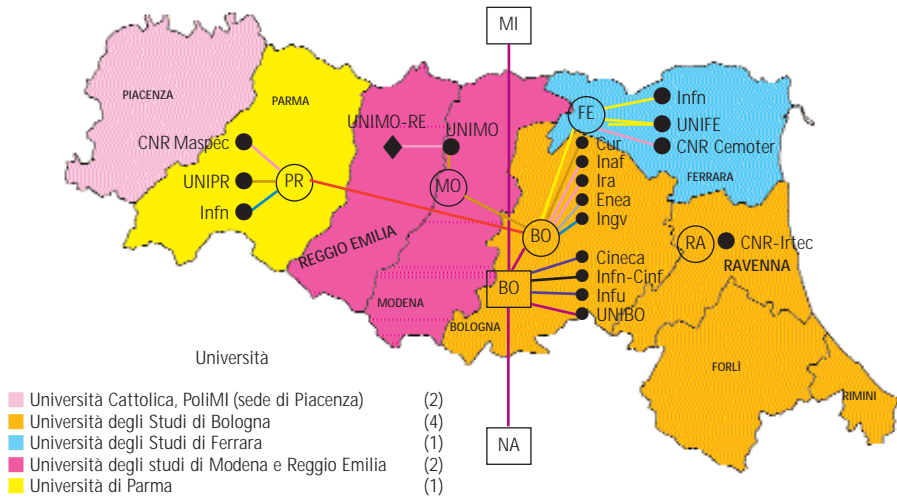 MI
PIACENZA
PARMA
CNR Maspec
UNIPR
Infn
PR
UNIMO-RE
UNIMO
MO
REGGIO EMILIA
MODENA
FE
Infn
UNIFE
CNR Cemoter
FERRARA
Cur
Inaf
Ira
Enea
Ingv
BO
RA
CNR-Irtec
RAVENNA
BO
Cineca
Infn-Cinf
Infu
UNIBO
BOLOGNA
FORLÌ
RIMINI
NA
Università
Università Cattolica, PoliMI (sede di Piacenza) (2)
Università degli Studi di Bologna (4)
Università degli Studi di Ferrara (1)
Università degli studi di Modena e Reggio Emilia (2)
Università di Parma (1)